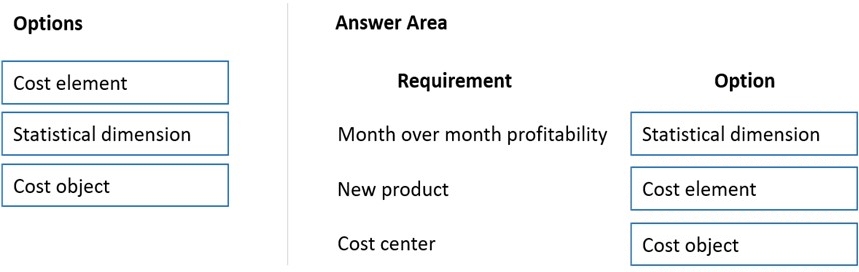 Options
Cost element
Statistical dimension
Cost object
Answer Area
Requirement Option
Month over month profitability Statistical dimension
New product Cost element
Cost center Cost object